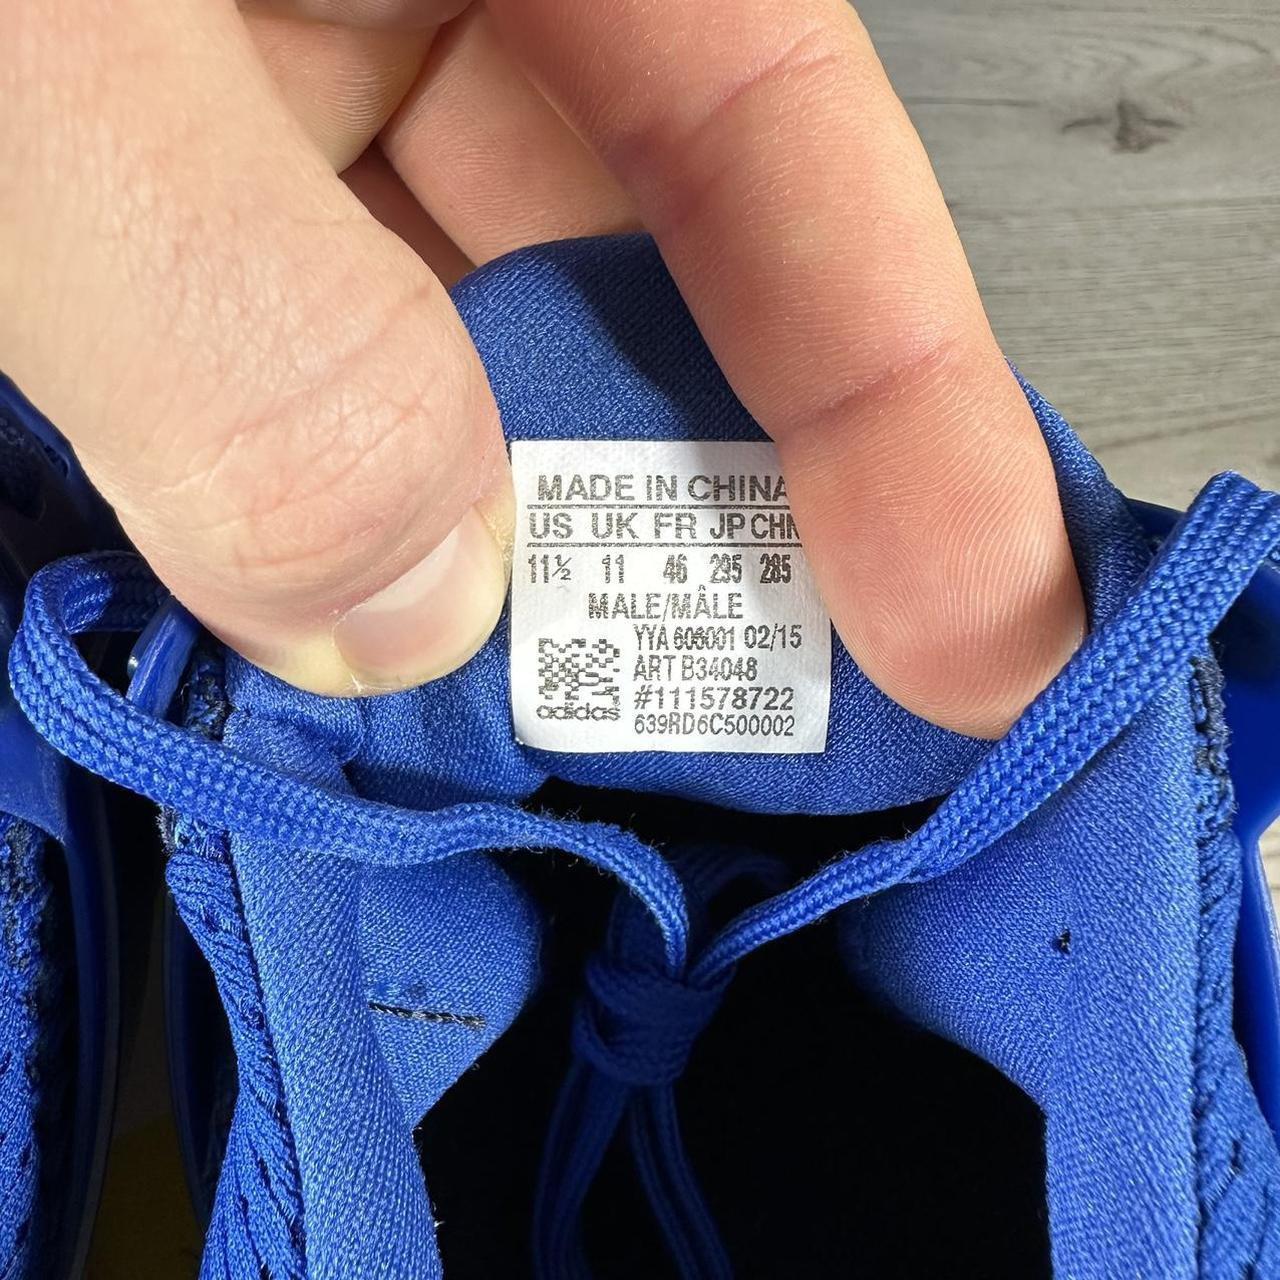 MADE IN CHINA
US UK FR JP CHN
11½ 11 46 295 285
MALE/MÂLE
YYA 606001 02/15
ART B34048
#111578722
adidas
639RD6C500002